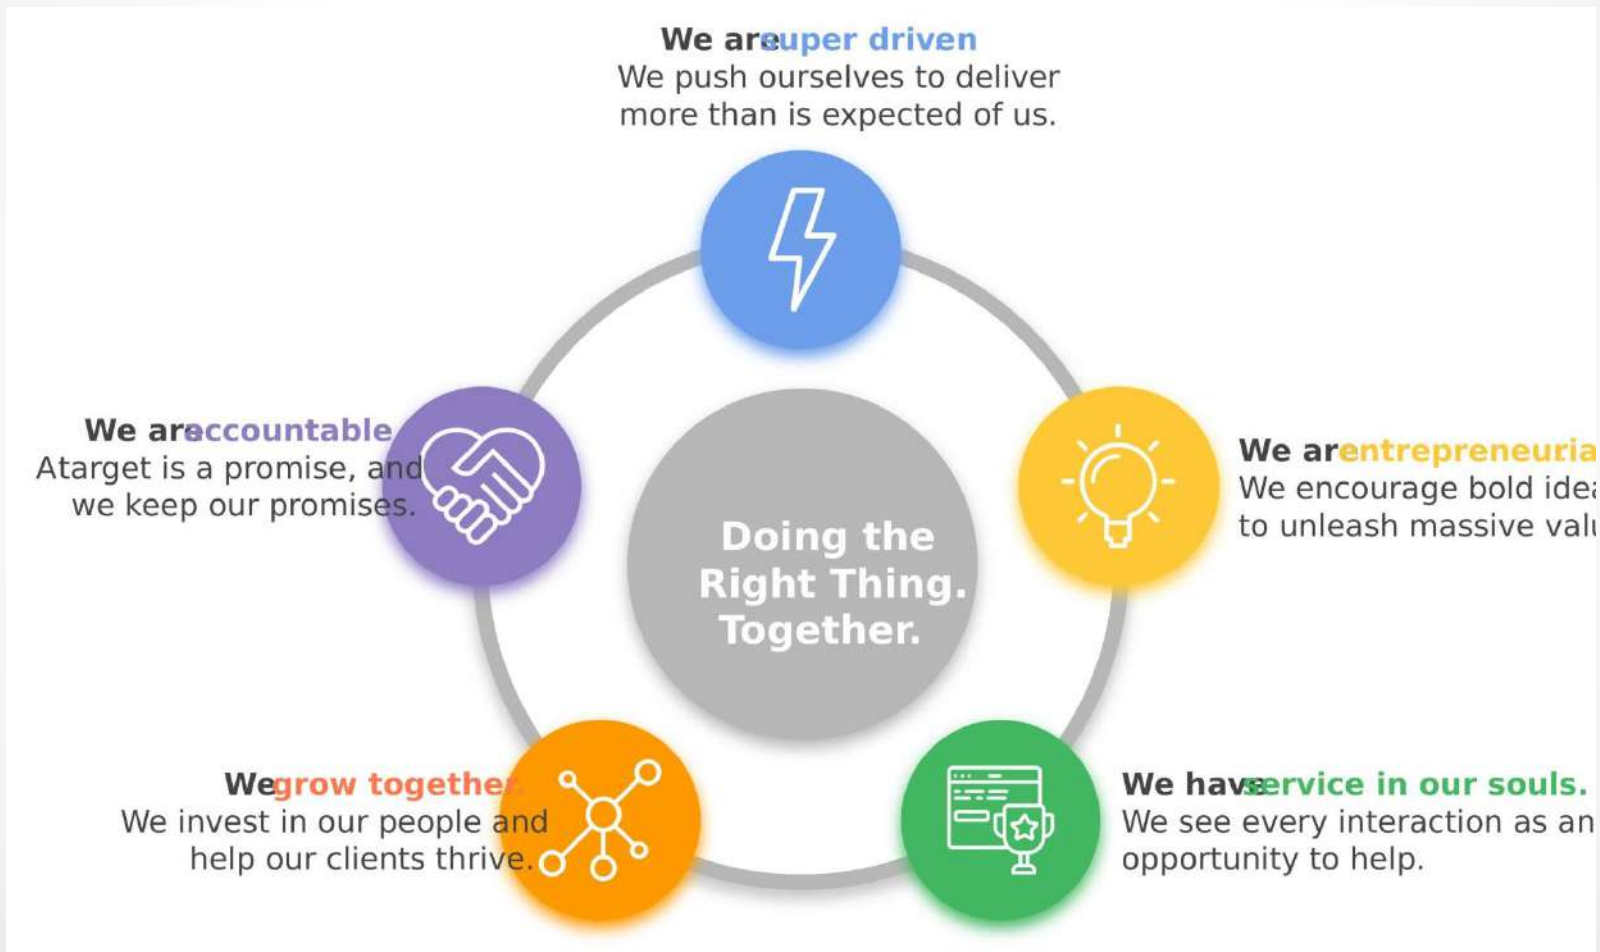 We are super driven
We push ourselves to deliver
more than is expected of us.
We are accountable
Atarget is a promise, and
we keep our promises.
We are entrepreneuria
We encourage bold idea
to unleash massive valu
Doing the
Right Thing.
Together.
We grow together.
We invest in our people and
help our clients thrive.
We have service in our souls.
We see every interaction as an
opportunity to help.